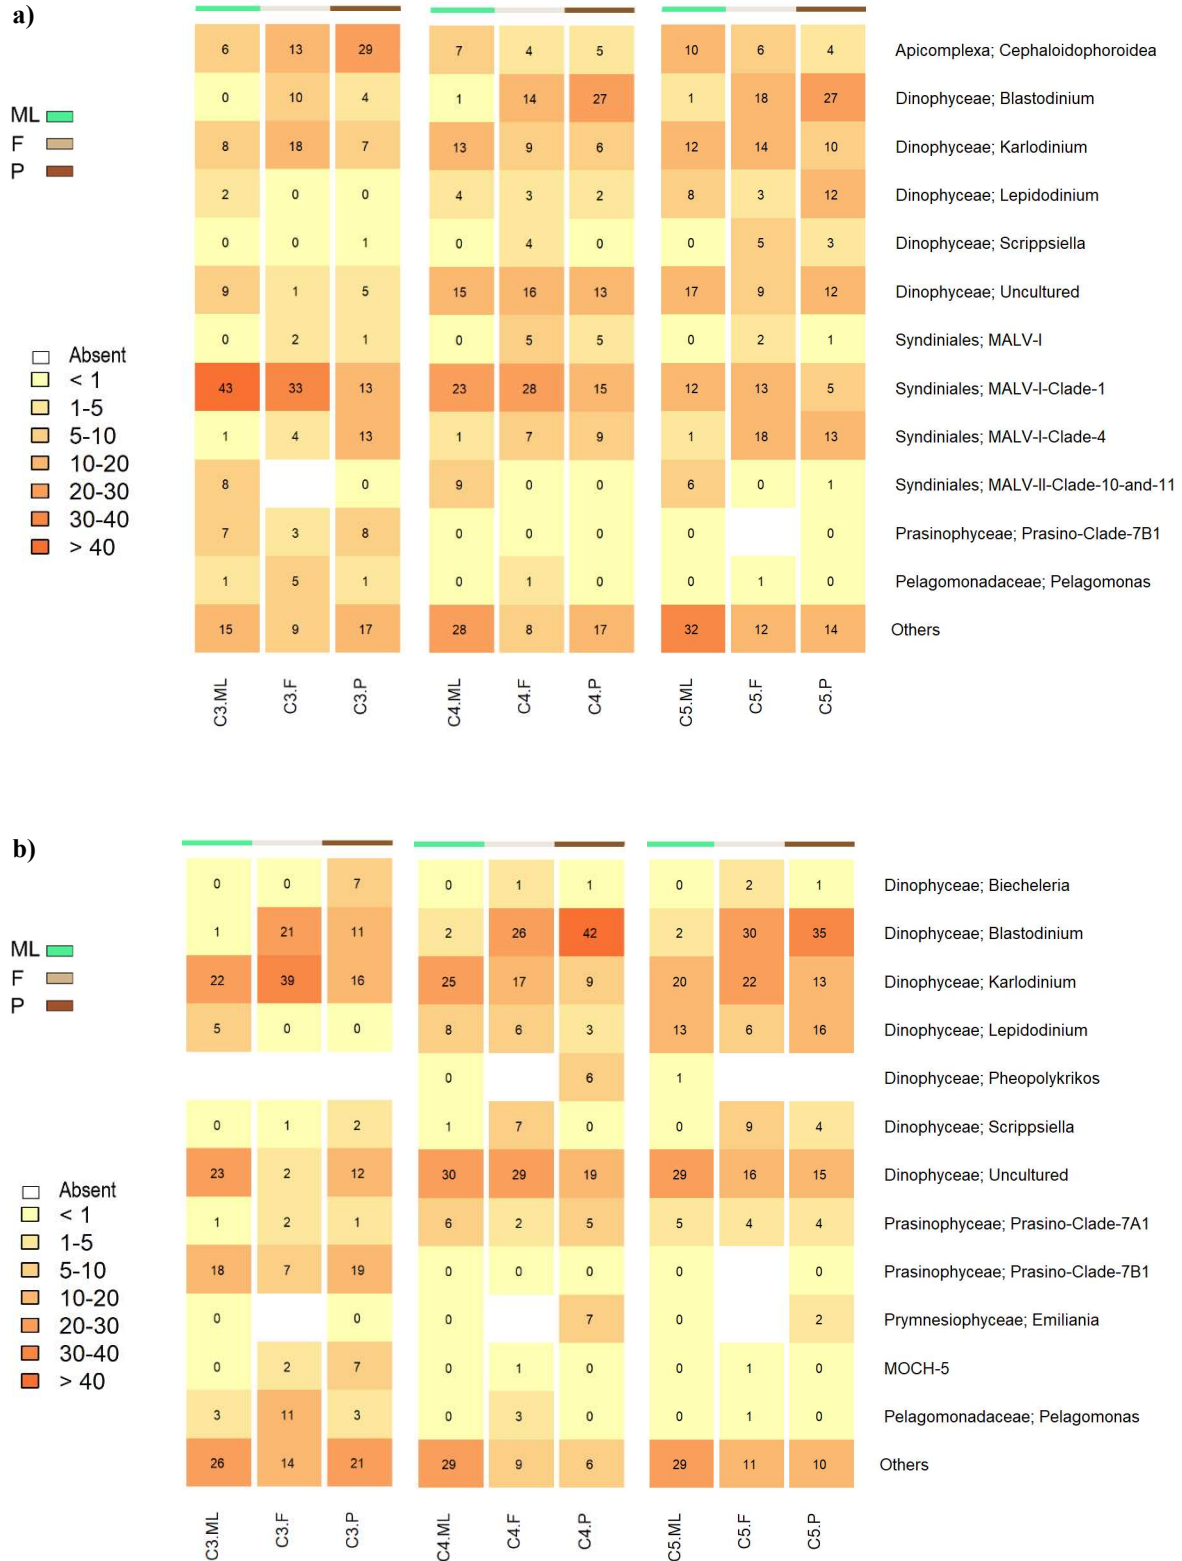 a)
6 13 29 7 4 5 10 6 4 Apicomplexa; Cephaloidophoroidea
0 10 4 1 14 27 1 18 27 Dinophyceae; Blastodinium
ML
F
P
8 18 7 13 9 6 12 14 10 Dinophyceae; Karlodinium
2 0 0 4 3 2 8 3 12 Dinophyceae; Lepidodinium
0 0 1 0 4 0 0 5 3 Dinophyceae; Scrippsiella
9 1 5 15 16 13 17 9 12 Dinophyceae; Uncultured
0 2 1 0 5 5 0 2 1 Syndiniales; MALV-I
Absent
< 1
1-5
5-10
10-20
20-30
30-40
> 40
43 33 13 23 28 15 12 13 5 Syndiniales; MALV-I-Clade-1
1 4 13 1 7 9 1 18 13 Syndiniales; MALV-I-Clade-4
8 0 9 0 0 6 0 1 Syndiniales; MALV-II-Clade-10-and-11
7 3 8 0 0 0 0 0 Prasinophyceae; Prasino-Clade-7B1
1 5 1 0 1 0 0 1 0 Pelagomonadaceae; Pelagomonas
15 9 17 28 8 17 32 12 14 Others
C3.ML C3.F C3.P C4.ML C4.F C4.P C5.ML C5.F C5.P
b)
0 0 7 0 1 1 0 2 1 Dinophyceae; Biecheleria
1 21 11 2 26 42 2 30 35 Dinophyceae; Blastodinium
ML
F
P
22 39 16 25 17 9 20 22 13 Dinophyceae; Karlodinium
5 0 0 8 6 3 13 6 16 Dinophyceae; Lepidodinium
0 6 1 Dinophyceae; Pheopolykrikos
0 1 2 1 7 0 0 9 4 Dinophyceae; Scrippsiella
23 2 12 30 29 19 29 16 15 Dinophyceae; Uncultured
Absent
< 1
1-5
5-10
10-20
20-30
30-40
> 40
1 2 1 6 2 5 5 4 4 Prasinophyceae; Prasino-Clade-7A1
18 7 19 0 0 0 0 0 Prasinophyceae; Prasino-Clade-7B1
0 0 0 7 0 2 Prymnesiophyceae; Emiliania
0 2 7 0 1 0 0 1 0 MOCH-5
3 11 3 0 3 0 0 1 0 Pelagomonadaceae; Pelagomonas
26 14 21 29 9 6 29 11 10 Others
C3.ML C3.F C3.P C4.ML C4.F C4.P C5.ML C5.F C5.P